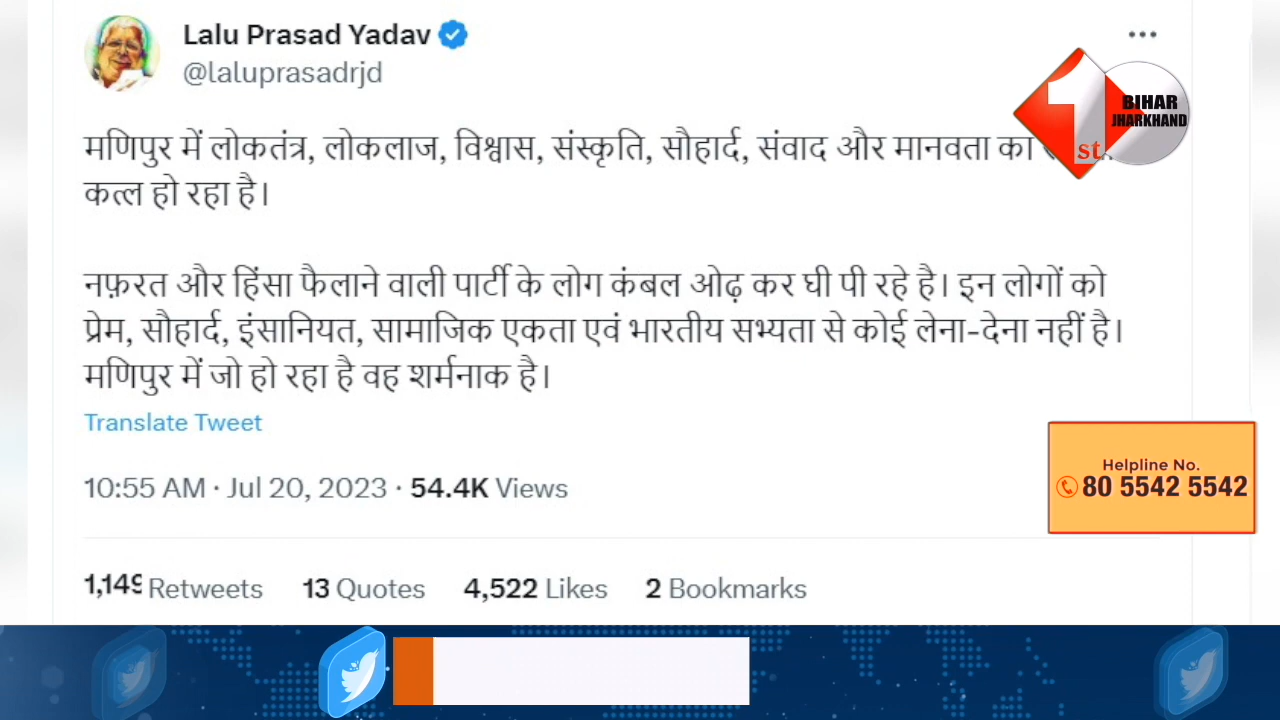 Lalu Prasad Yadav
@laluprasadrjd
1st
BIHAR
JHARKHAND
मणिपुर में लोकतंत्र, लोकलाज, विश्वास, संस्कृति, सौहार्द, संवाद और मानवता का
कत्ल हो रहा है।
नफ़रत और हिंसा फैलाने वाली पार्टी के लोग कंबल ओढ़ कर घी पी रहे है। इन लोगों को
प्रेम, सौहार्द, इंसानियत, सामाजिक एकता एवं भारतीय सभ्यता से कोई लेना-देना नहीं है।
मणिपुर में जो हो रहा है वह शर्मनाक है।
Translate Tweet
Helpline No.
80 5542 5542
10:55 AM · Jul 20, 2023 · 54.4K Views
1,149 Retweets 13 Quotes 4,522 Likes 2 Bookmarks